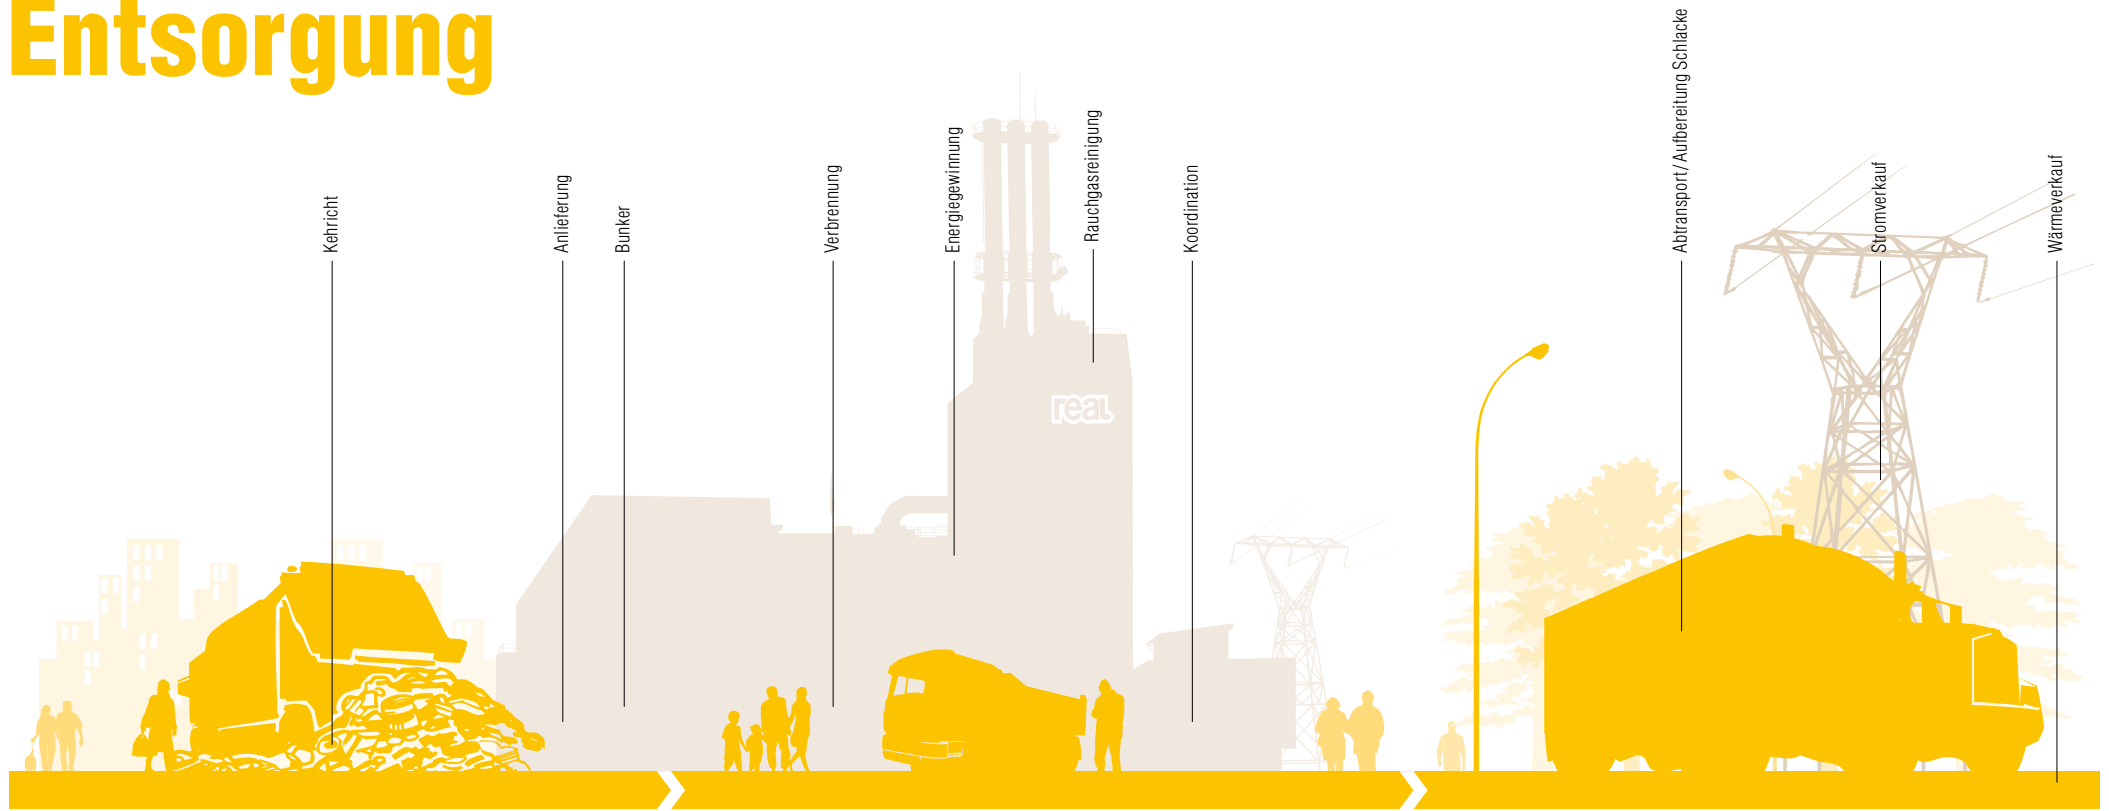 Entsorgung
Kehricht
Anlieferung
Bunker
Verbrennung
Energiegewinnung
Rauchgasreinigung
real
Koordination
Abtransport/Aufbereitung Schlacke
Stromverkauf
Wärmeverkauf